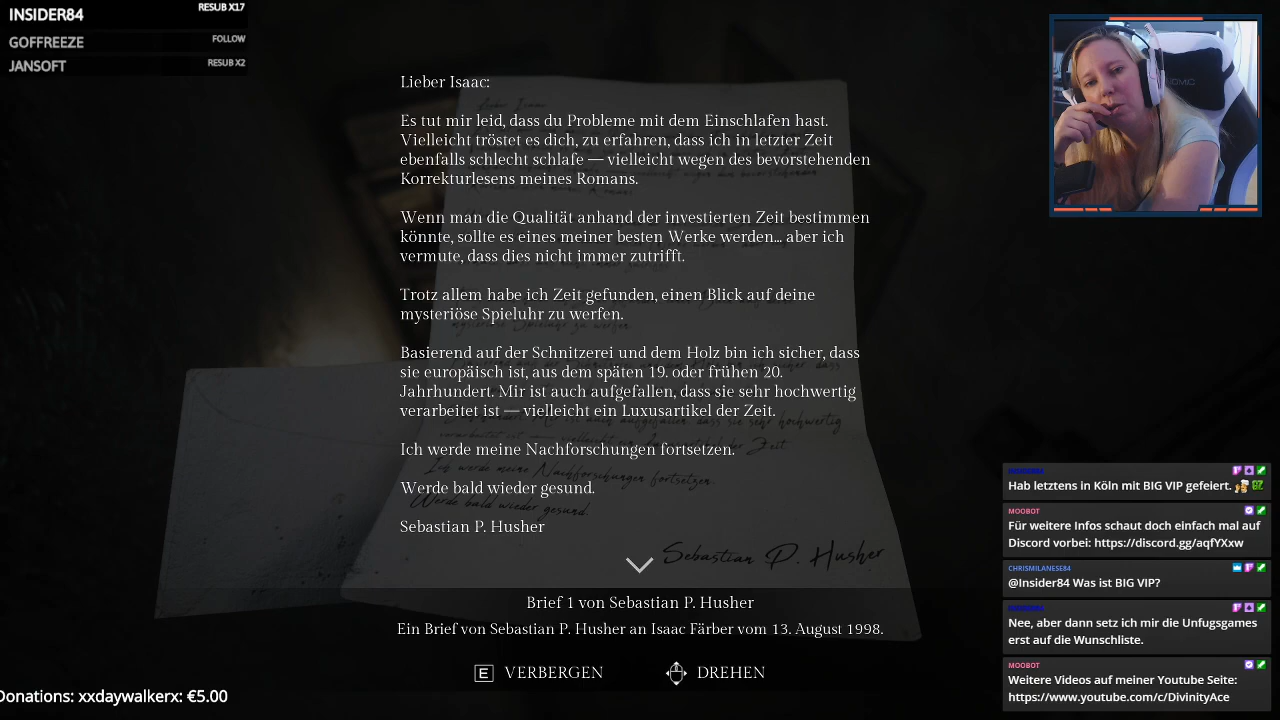 INSIDER84 RESUB X17
GOFFREEZE FOLLOW
JANSOFT RESUB X2
Lieber Isaac:
Es tut mir leid, dass du Probleme mit dem Einschlafen hast.
Vielleicht tröstet es dich, zu erfahren, dass ich in letzter Zeit
ebenfalls schlecht schlafe — vielleicht wegen des bevorstehenden
Korrekturlesens meines Romans.
Wenn man die Qualität anhand der investierten Zeit bestimmen
könnte, sollte es eines meiner besten Werke werden... aber ich
vermute, dass dies nicht immer zutrifft.
Trotz allem habe ich Zeit gefunden, einen Blick auf deine
mysteriöse Spieluhr zu werfen.
Basierend auf der Schnitzerei und dem Holz bin ich sicher, dass
sie europäisch ist, aus dem späten 19. oder frühen 20.
Jahrhundert. Mir ist auch aufgefallen, dass sie sehr hochwertig
verarbeitet ist — vielleicht ein Luxusartikel der Zeit.
Ich werde meine Nachforschungen fortsetzen.
Werde bald wieder gesund.
Sebastian P. Husher
Sebastian P. Husher
Brief 1 von Sebastian P. Husher
Ein Brief von Sebastian P. Husher an Isaac Färber vom 13. August 1998.
E VERBERGEN DREHEN
Donations: xxdaywalkerx: €5.00
INSIDER84
Hab letztens in Köln mit BIG VIP gefeiert.
MOOBOT
Für weitere Infos schaut doch einfach mal auf
Discord vorbei: https://discord.gg/aqfYXxw
CHRISMILANESE84
@Insider84 Was ist BIG VIP?
INSIDER84
Nee, aber dann setz ich mir die Unfugsgames
erst auf die Wunschliste.
MOOBOT
Weitere Videos auf meiner Youtube Seite:
https://www.youtube.com/c/DivinityAce